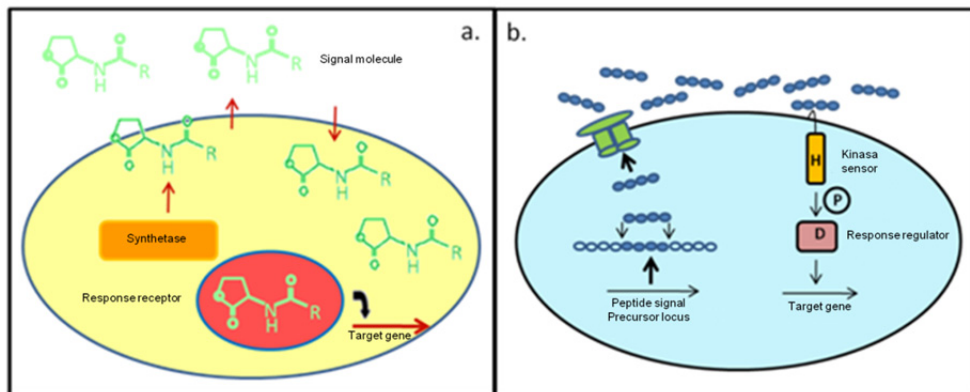 a.
Signal molecule
O
O
N
H
O
R
O
O
N
H
O
R
O
O
N
H
O
R
O
O
N
H
O
R
O
O
N
H
O
R
Synthetase
Response receptor
O
O
N
H
O
R
Target gene
b.
H
Kinasa
sensor
P
D
Response regulator
Peptide signal
Precursor locus
Target gene